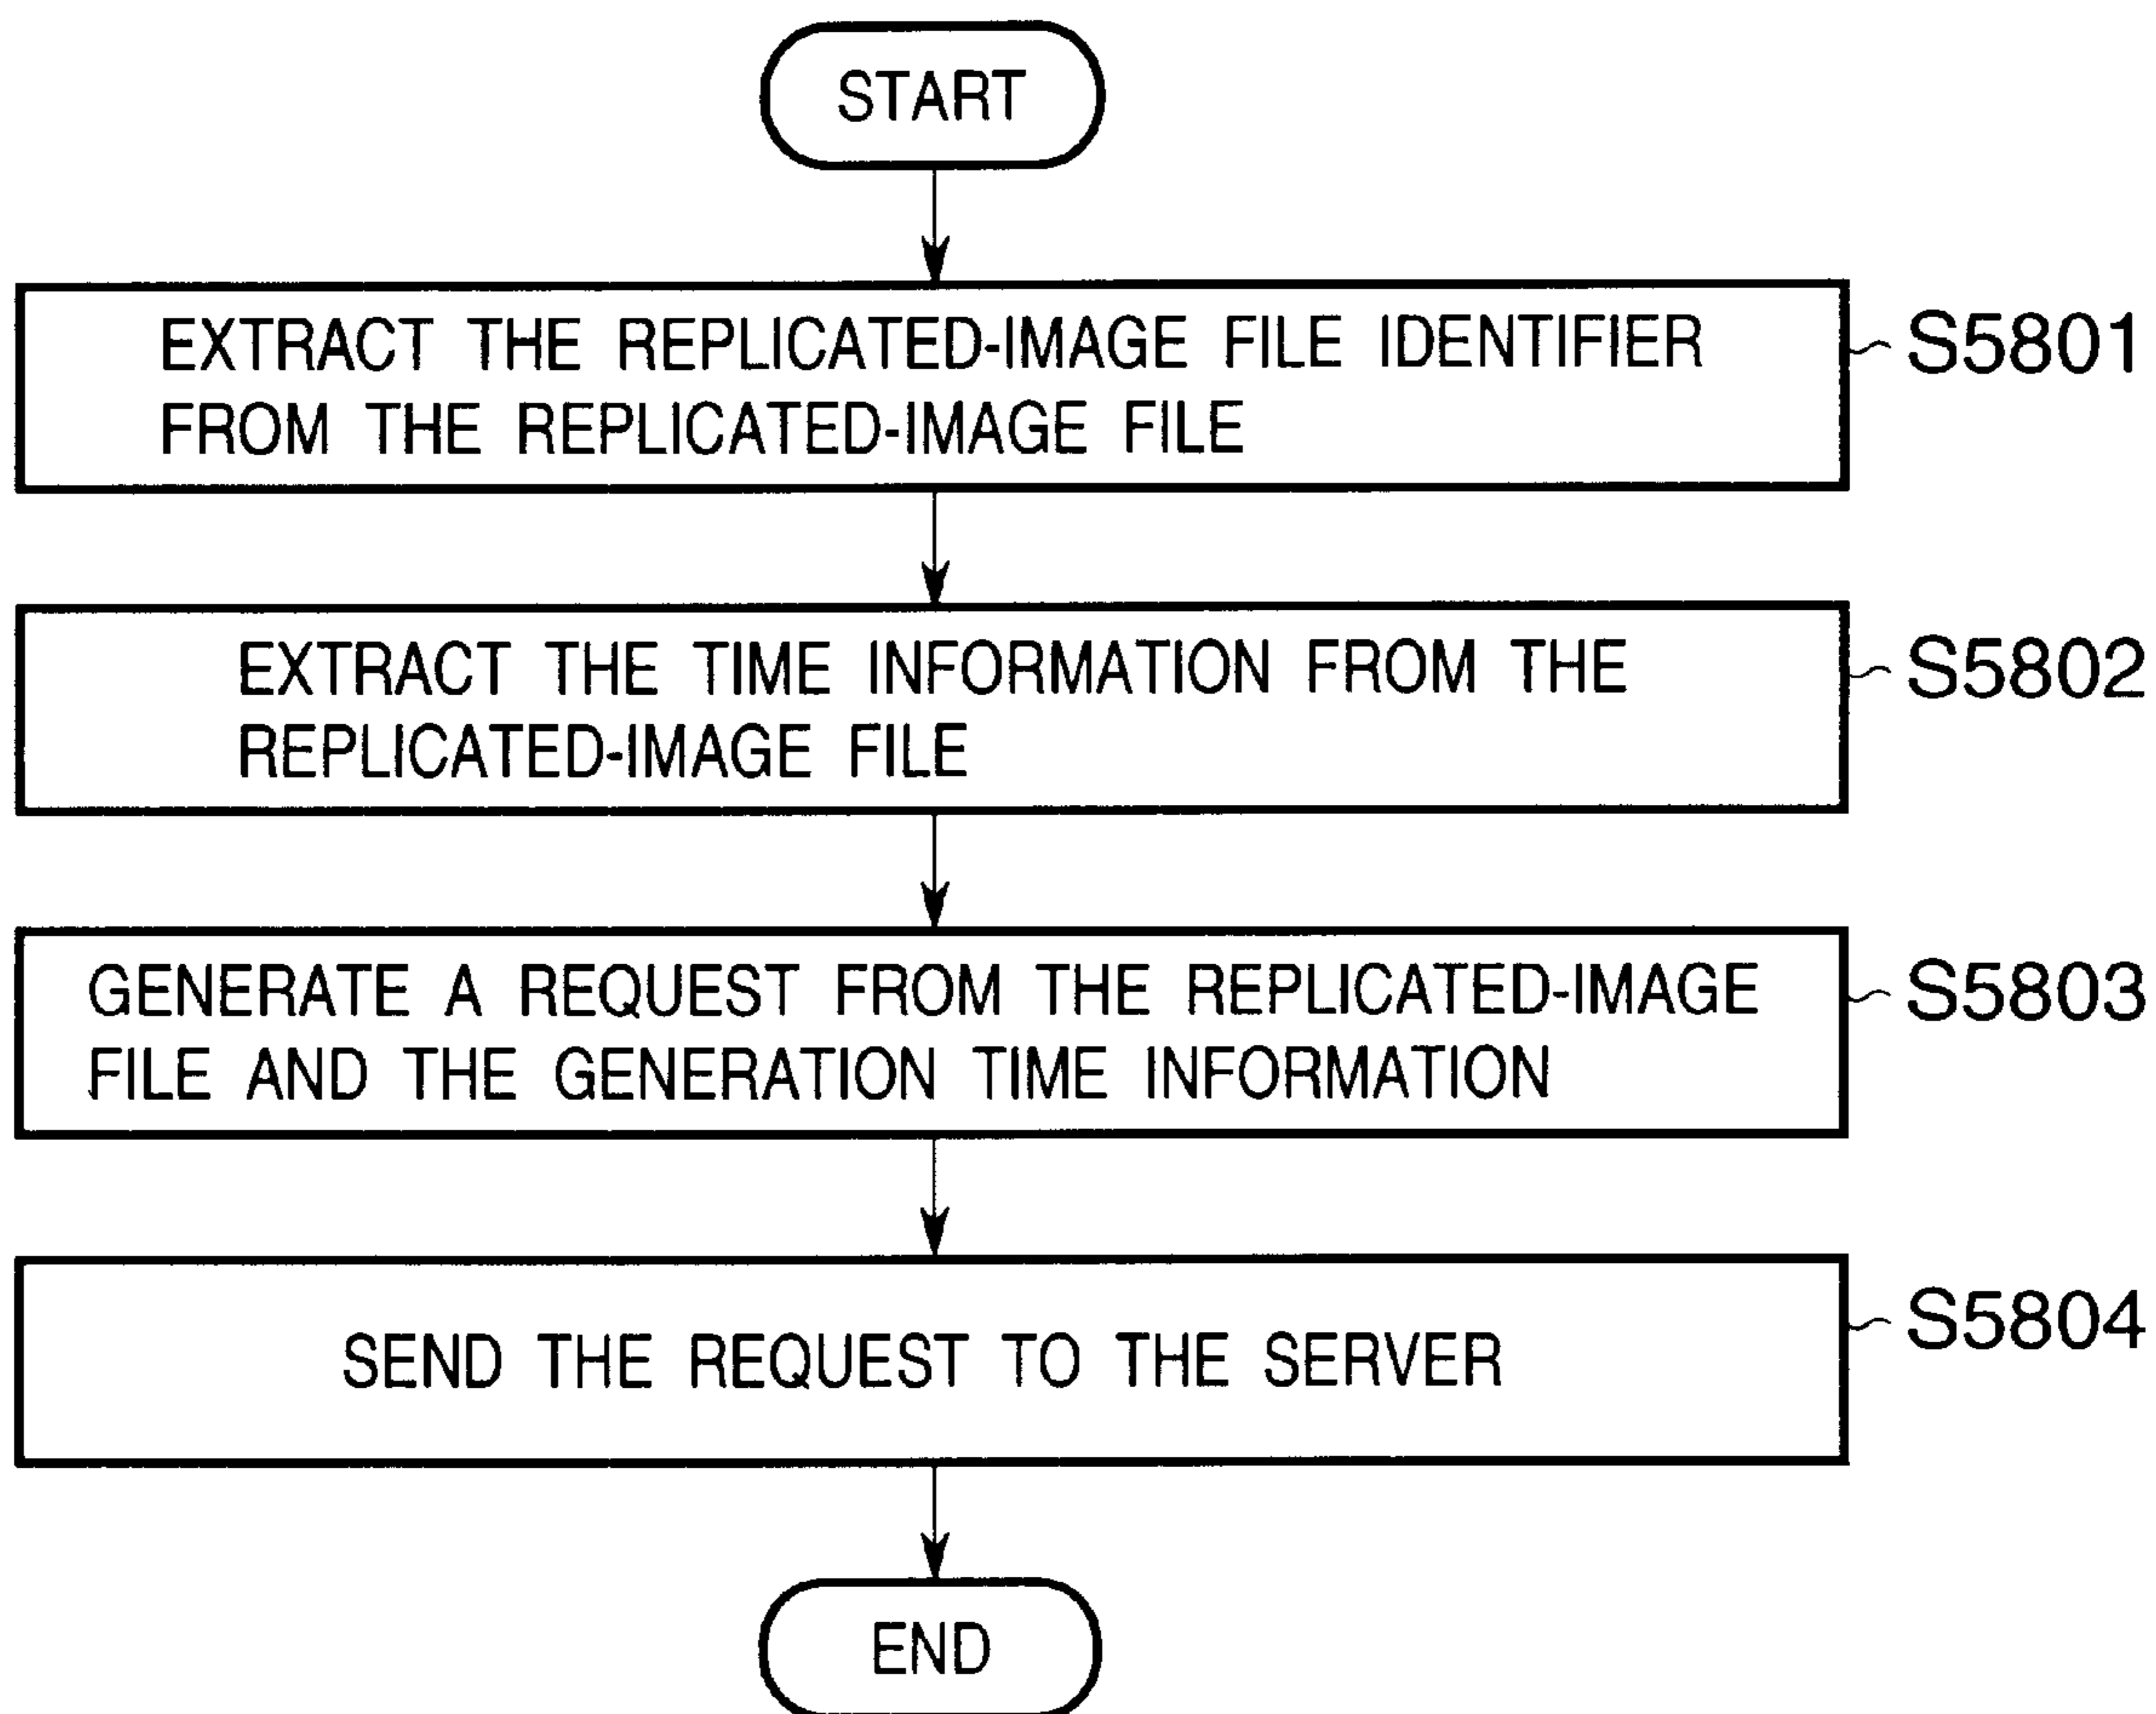 START
EXTRACT THE REPLICATED-IMAGE FILE IDENTIFIER
FROM THE REPLICATED-IMAGE FILE
S5801
EXTRACT THE TIME INFORMATION FROM THE
REPLICATED-IMAGE FILE
S5802
GENERATE A REQUEST FROM THE REPLICATED-IMAGE
FILE AND THE GENERATION TIME INFORMATION
S5803
SEND THE REQUEST TO THE SERVER
S5804
END